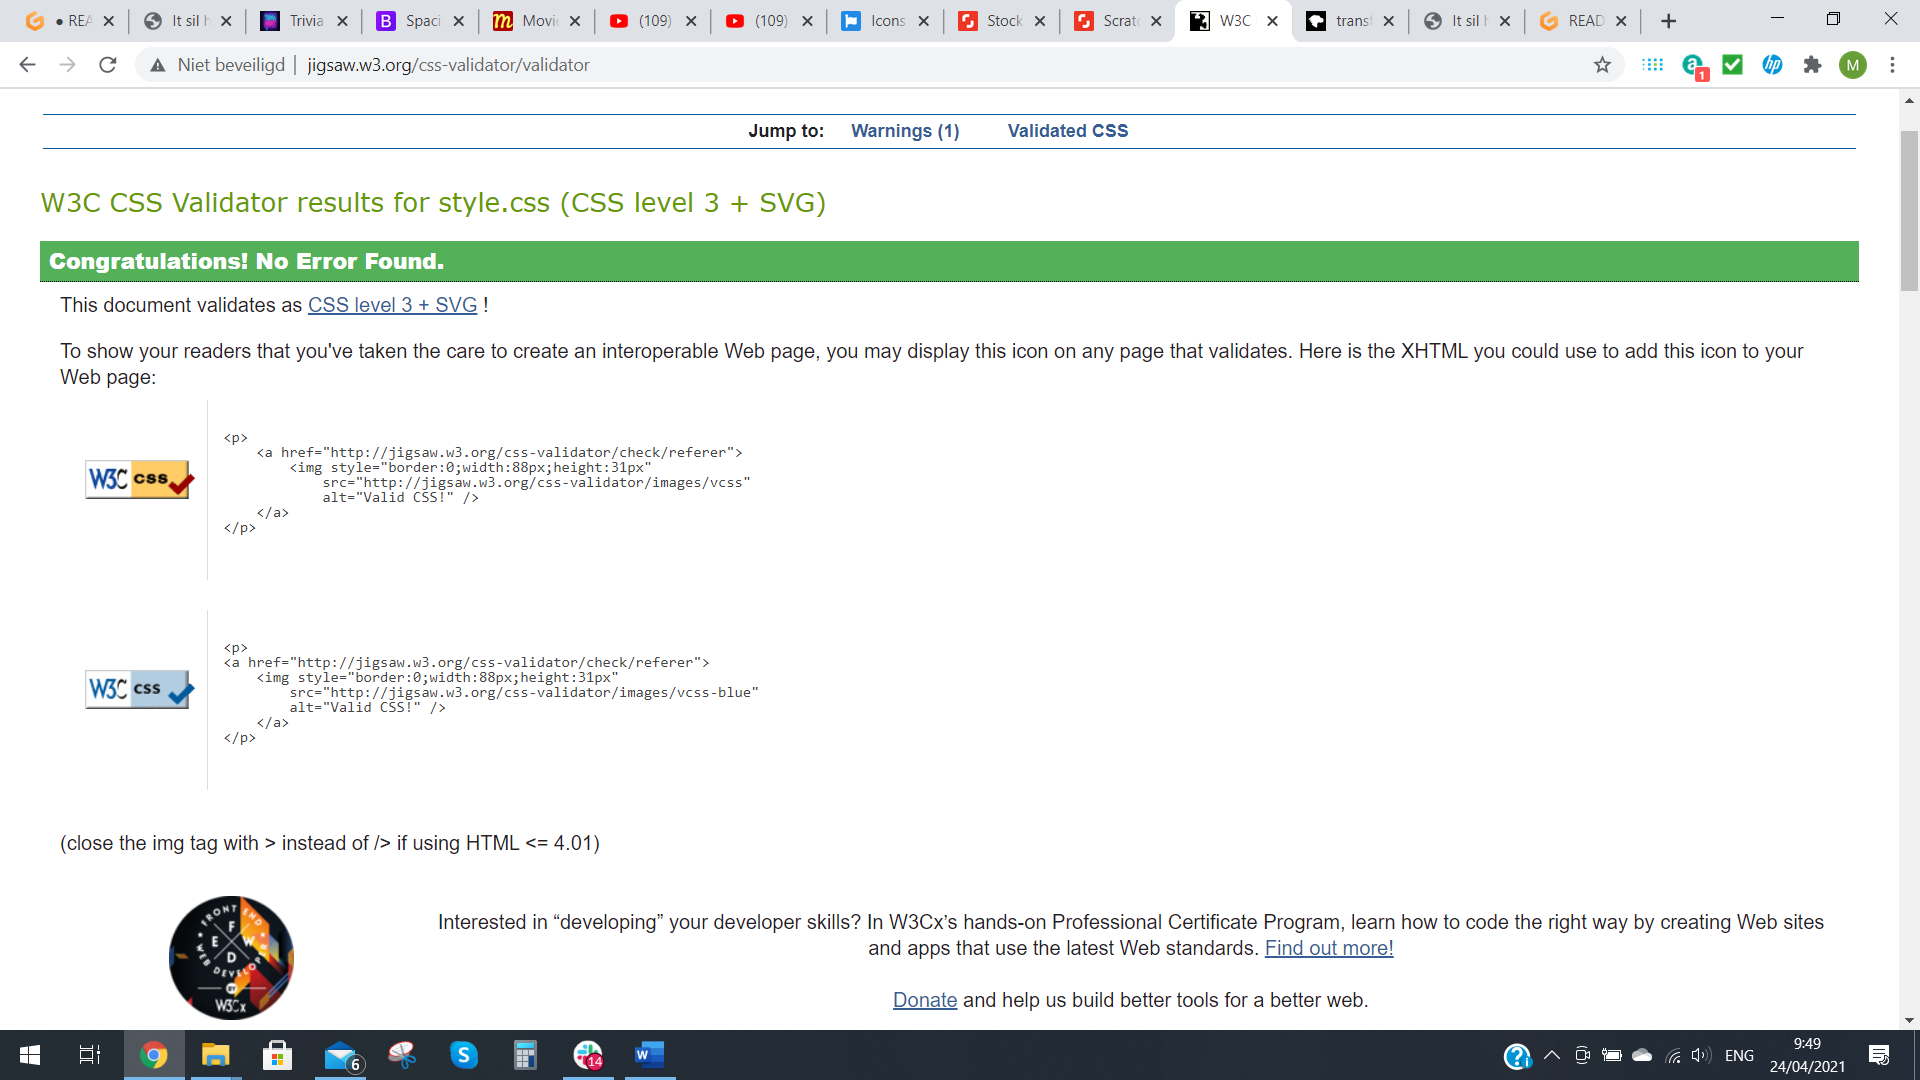 REA
It sil h
Trivia
Spaci
Movie
(109)
(109)
Icons
Stock
Scratc
W3C
transf
It sil h
READ
Niet beveiligd | jigsaw.w3.org/css-validator/validator
1
M
Jump to: Warnings (1) Validated CSS
W3C CSS Validator results for style.css (CSS level 3 + SVG)
Congratulations! No Error Found.
This document validates as CSS level 3 + SVG !
To show your readers that you've taken the care to create an interoperable Web page, you may display this icon on any page that validates. Here is the XHTML you could use to add this icon to your
Web page:
W3C css
<p>
<a href="http://jigsaw.w3.org/css-validator/check/referer">
<img style="border:0;width:88px;height:31px"
src="http://jigsaw.w3.org/css-validator/images/vcss"
alt="Valid CSS!" />
</a>
</p>
W3C css
<p>
<a href="http://jigsaw.w3.org/css-validator/check/referer">
<img style="border:0;width:88px;height:31px"
src="http://jigsaw.w3.org/css-validator/images/vcss-blue"
alt="Valid CSS!" />
</a>
</p>
(close the img tag with > instead of /> if using HTML <= 4.01)
FRONT END
F
E W
D
WEB DEVELOPER
BY
W3Cx
Interested in “developing” your developer skills? In W3Cx’s hands-on Professional Certificate Program, learn how to code the right way by creating Web sites
and apps that use the latest Web standards. Find out more!
Donate and help us build better tools for a better web.
6
14
ENG
9:49
24/04/2021